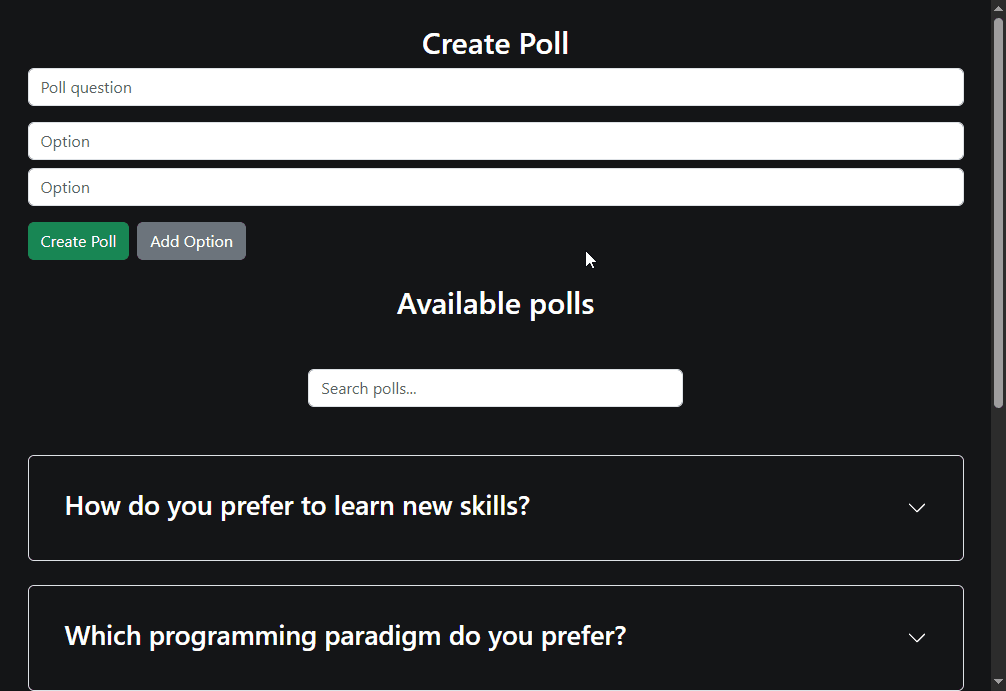 Create Poll
Poll question
Option
Option
Create Poll Add Option
Available polls
Search polls...
How do you prefer to learn new skills?
Which programming paradigm do you prefer?